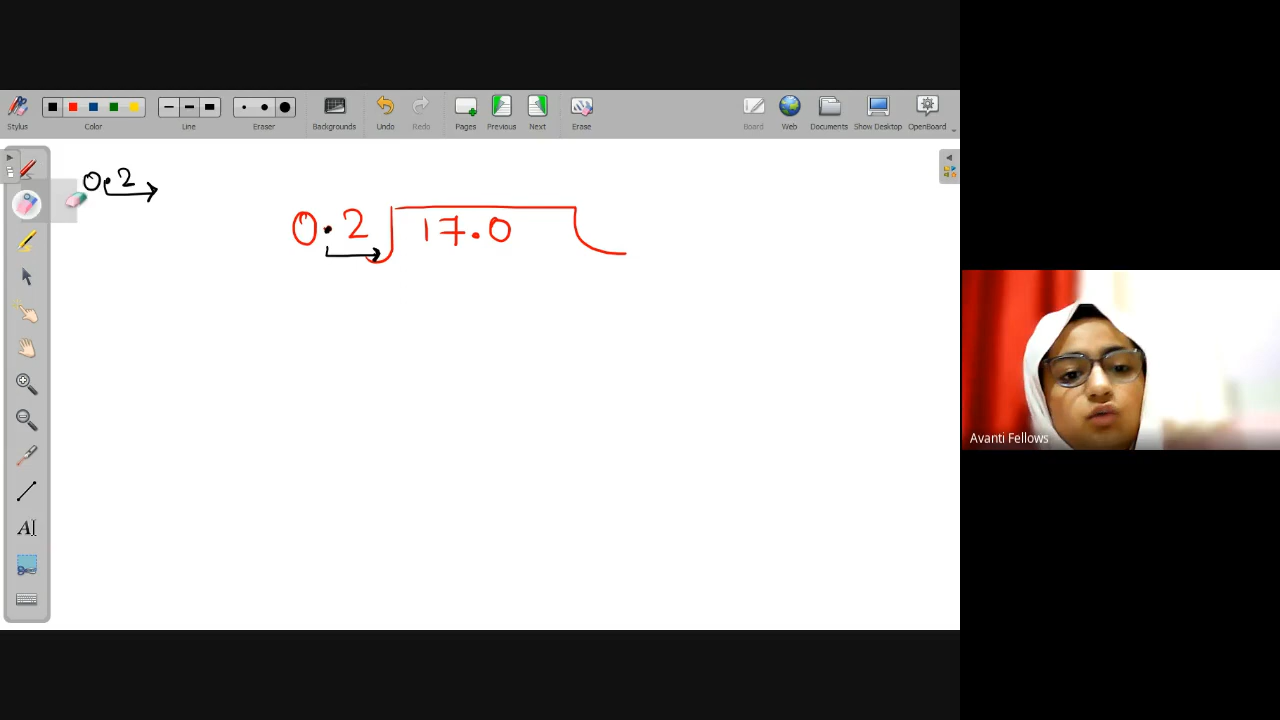 Stylus Color Line Eraser Backgrounds Undo Redo Pages Previous Next Erase Board Web Documents Show Desktop OpenBoard
0.2
0.2 17.0
Avanti Fellows